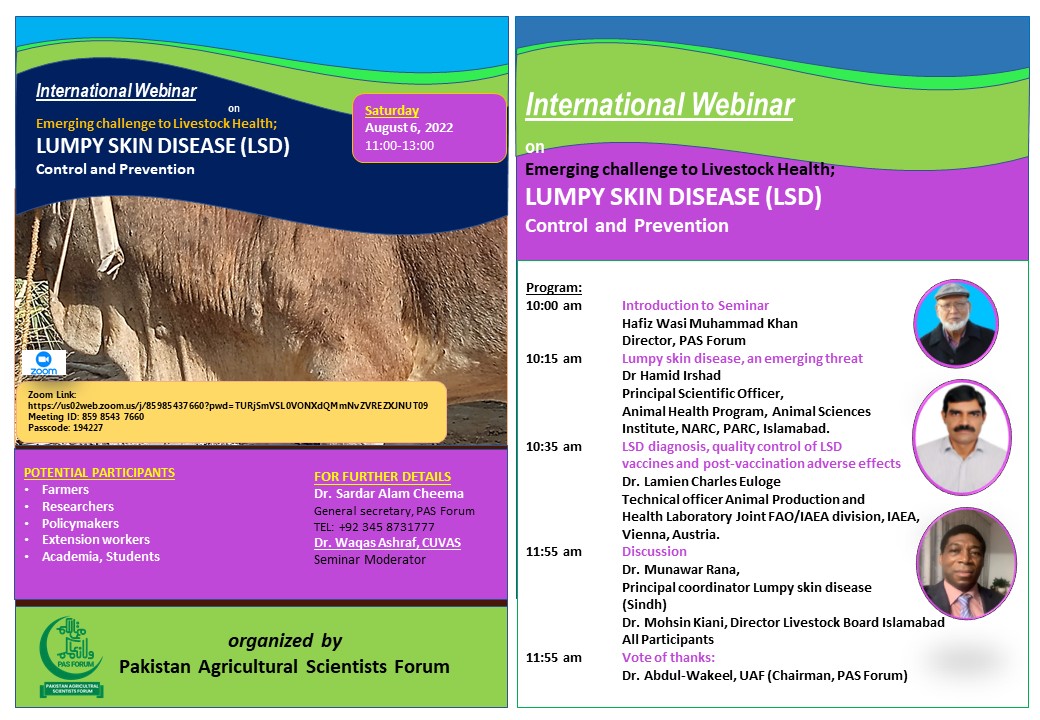 International Webinar
on
Emerging challenge to Livestock Health;
LUMPY SKIN DISEASE (LSD)
Control and Prevention
Saturday
August 6, 2022
11:00-13:00
zoom
Zoom Link:
https://us02web.zoom.us/j/85985437660?pwd=TURjSmVSL0VONXdQMmNvZVREZXJNUT09
Meeting ID: 859 8543 7660
Passcode: 194227
POTENTIAL PARTICIPANTS
• Farmers
• Researchers
• Policymakers
• Extension workers
• Academia, Students
FOR FURTHER DETAILS
Dr. Sardar Alam Cheema
General secretary, PAS Forum
TEL: +92 345 8731777
Dr. Waqas Ashraf, CUVAS
Seminar Moderator
PAS FORUM
PAKISTAN AGRICULTRAL
SCIENTISTS FORUM
organized by
Pakistan Agricultural Scientists Forum
International Webinar
on
Emerging challenge to Livestock Health;
LUMPY SKIN DISEASE (LSD)
Control and Prevention
Program:
10:00 am Introduction to Seminar
Hafiz Wasi Muhammad Khan
Director, PAS Forum
10:15 am Lumpy skin disease, an emerging threat
Dr Hamid Irshad
Principal Scientific Officer,
Animal Health Program, Animal Sciences
Institute, NARC, PARC, Islamabad.
10:35 am LSD diagnosis, quality control of LSD
vaccines and post-vaccination adverse effects
Dr. Lamien Charles Euloge
Technical officer Animal Production and
Health Laboratory Joint FAO/IAEA division, IAEA,
Vienna, Austria.
11:55 am Discussion
Dr. Munawar Rana,
Principal coordinator Lumpy skin disease
(Sindh)
Dr. Mohsin Kiani, Director Livestock Board Islamabad
All Participants
11:55 am Vote of thanks:
Dr. Abdul-Wakeel, UAF (Chairman, PAS Forum)